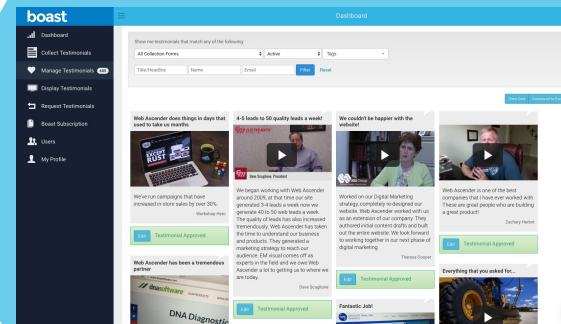 boast
Dashboard
Dashboard
Collect Testimonials
Manage Testimonials
Display Testimonials
Request Testimonials
Boast Subscription
Users
My Profile
Show me testimonials that match any of the following:
All Collection Forms
Active
Tags
Title/Headline
Name
Email
Filter
Reset
Web Ascender does things in days that
used to take us months
EXCEPT
RUST
We've run campaigns that have
increased in store sales by over 30%.
Workshop Hero
Edit
Testimonial Approved
Web Ascender has been a tremendous
partner
dnasoftware
DNA Diagnostic
4-5 leads to 50 quality leads a week!
Dave Scaglione, President
We began working with Web Ascender
around 2009, at that time our site
generated 3-4 leads a week now we
generate 40 to 50 web leads a week.
The quality of leads has also increased
tremendously. Web Ascender has taken
the time to understand our business
and products. They generated a
marketing strategy to reach our
audience. EM visual comes off as
experts in the field and we owe Web
Ascender a lot to getting us to where we
are today.
Dave Scaglione
Edit
Testimonial Approved
We couldn't be happier with the
website!
Worked on our Digital Marketing
strategy, completely re-designed our
website. Web Ascender worked with us
as an extension of our company. They
authored initial content drafts and built
out the entire website. We look forward
to working together in our next phase of
digital marketing.
Theresa Cooper
Edit
Testimonial Approved
Fantastic Job!
Web Ascender is one of the best
companies that I have ever worked with.
These are great people who are building
a great product!
Zachary Herbst
Edit
Testimonial Approved
Everything that you asked for...